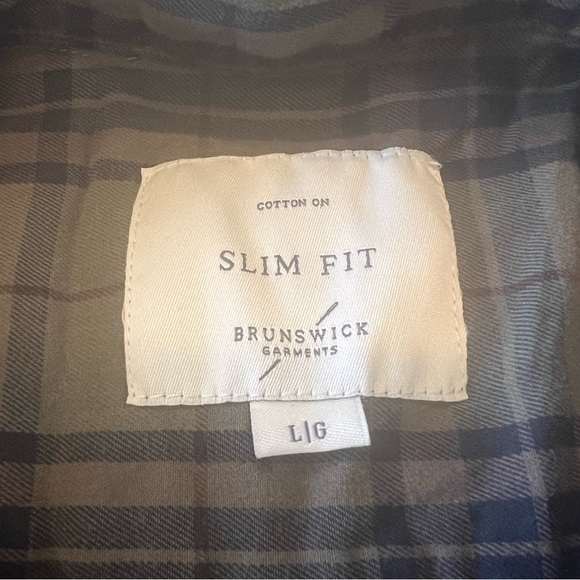 COTTON ON
SLIM FIT
BRUNSWICK
GARMENTS
L|G